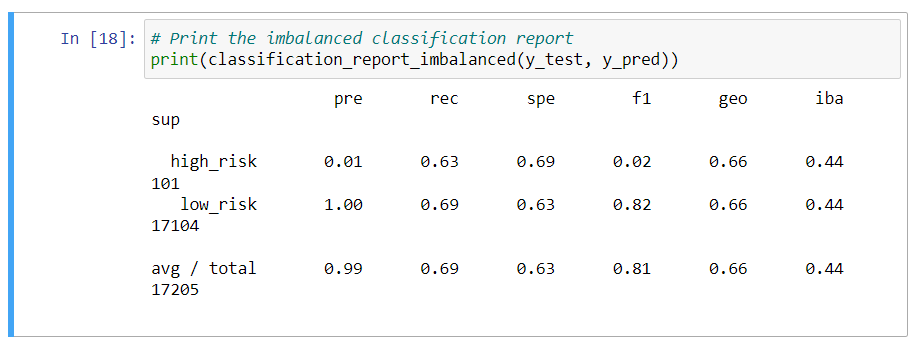 In [18]: # Print the imbalanced classification report
print(classification_report_imbalanced(y_test, y_pred))
pre rec spe f1 geo iba
sup
high_risk 0.01 0.63 0.69 0.02 0.66 0.44
101
low_risk 1.00 0.69 0.63 0.82 0.66 0.44
17104
avg / total 0.99 0.69 0.63 0.81 0.66 0.44
17205